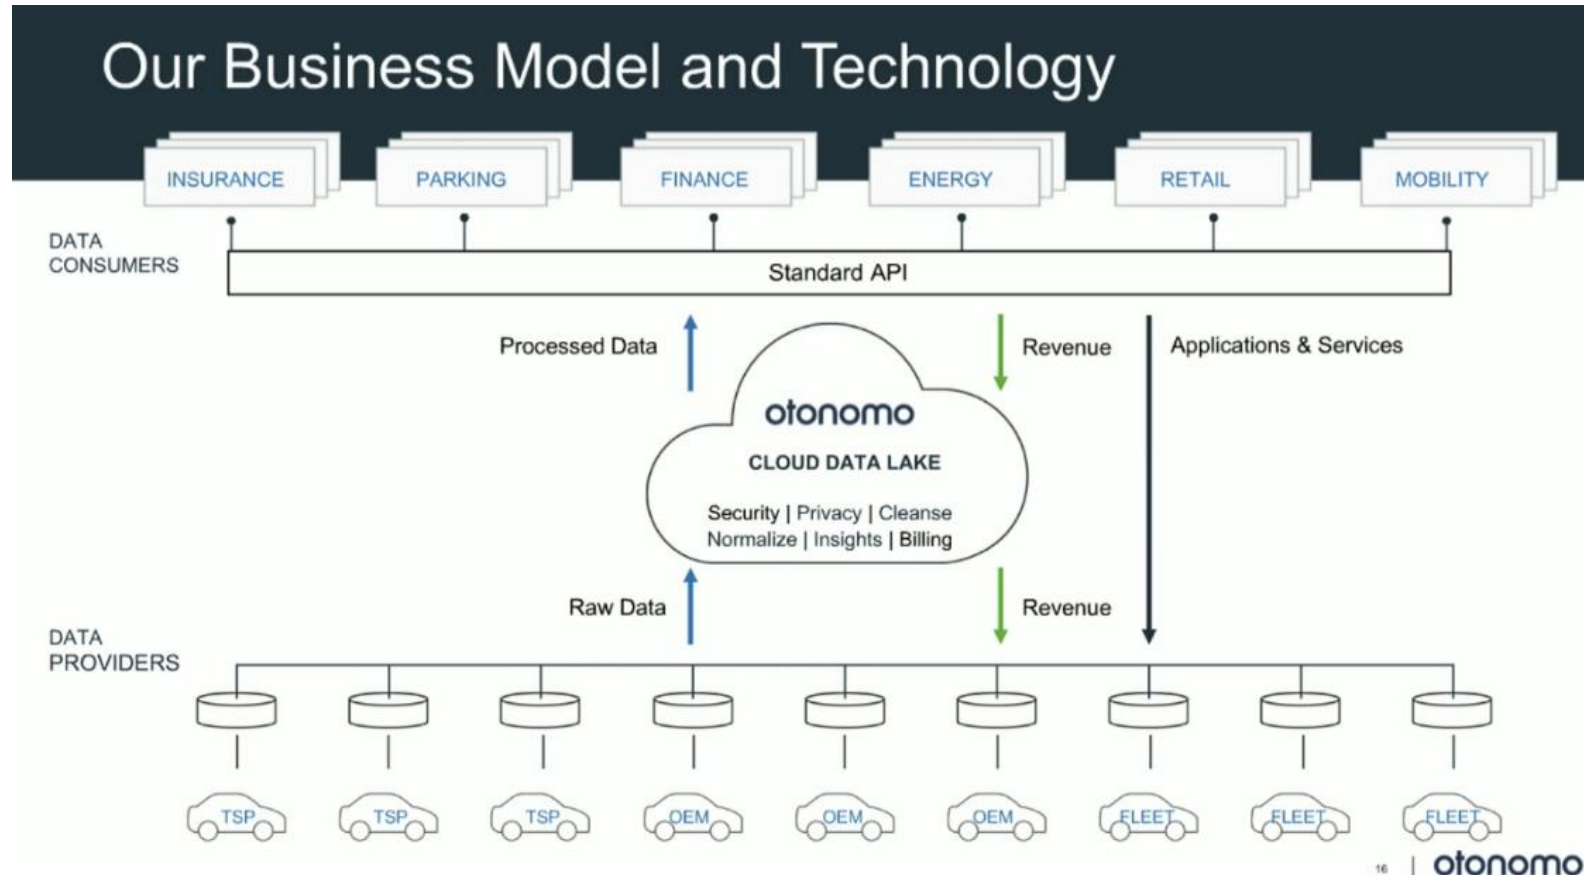 Our Business Model and Technology
INSURANCE
PARKING
FINANCE
ENERGY
RETAIL
MOBILITY
DATA
CONSUMERS
Standard API
Processed Data
Revenue
Applications & Services
otonomo
CLOUD DATA LAKE
Security | Privacy | Cleanse
Normalize | Insights | Billing
Raw Data
Revenue
DATA
PROVIDERS
TSP
TSP
TSP
OEM
OEM
OEM
FLEET
FLEET
FLEET
16 | otonomo